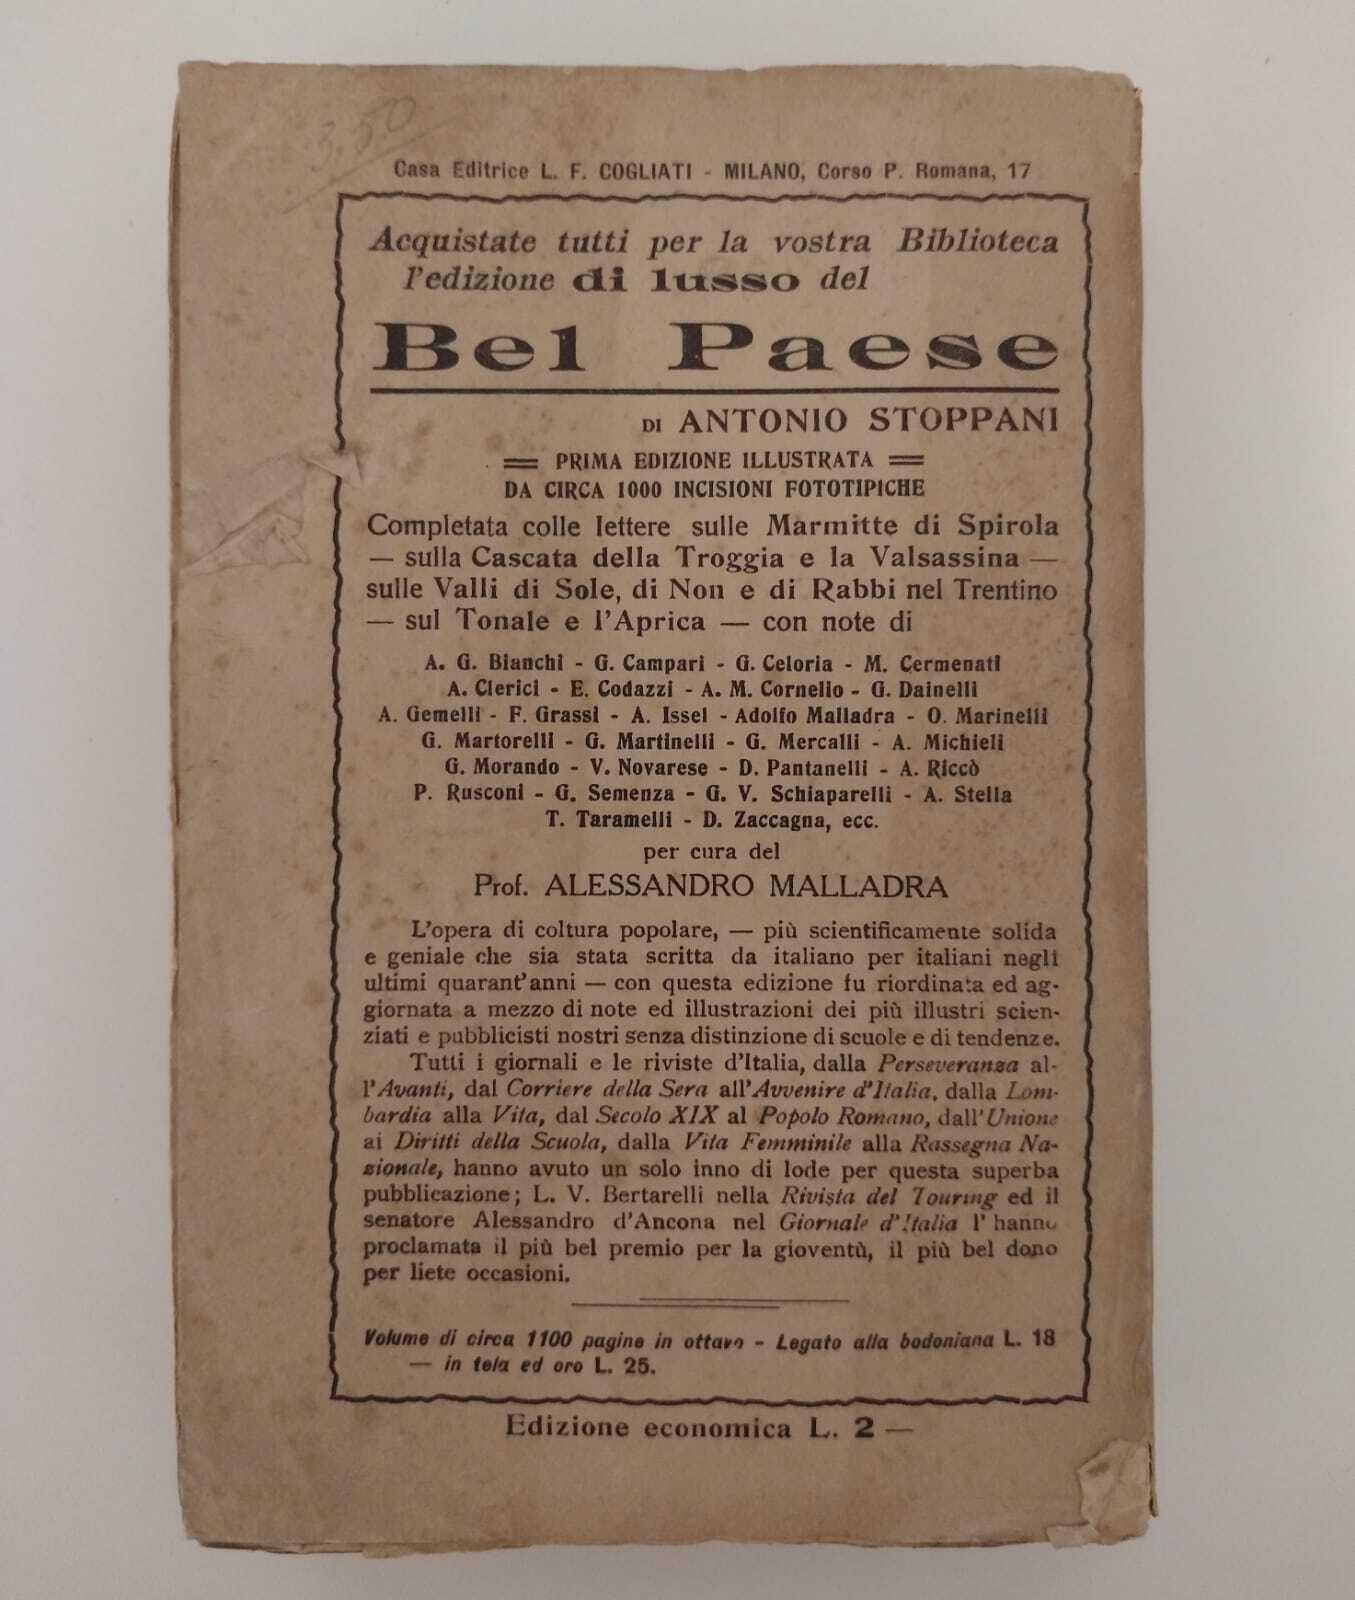 3.50
Casa Editrice L. F. COGLIATI - MILANO, Corso P. Romana, 17
Acquistate tutti per la vostra Biblioteca
l'edizione di lusso del
Bel Paese
DI ANTONIO STOPPANI
PRIMA EDIZIONE ILLUSTRATA
DA CIRCA 1000 INCISIONI FOTOTIPICHE
Completata colle lettere sulle Marmitte di Spirola
— sulla Cascata della Troggia e la Valsassina —
sulle Valli di Sole, di Non e di Rabbi nel Trentino
— sul Tonale e l'Aprica — con note di
A. G. Bianchi - G. Campari - G. Celoria - M. Cermenati
A. Clerici - E. Codazzi - A. M. Cornelio - G. Dainelli
A. Gemelli - F. Grassi - A. Issel - Adolfo Malladra - O. Marinelli
G. Martorelli - G. Martinelli - G. Mercalli - A. Michieli
G. Morando - V. Novarese - D. Pantanelli - A. Riccò
P. Rusconi - G. Semenza - G. V. Schiaparelli - A. Stella
T. Taramelli - D. Zaccagna, ecc.
per cura del
Prof. ALESSANDRO MALLADRA
L'opera di coltura popolare, — più scientificamente solida
e geniale che sia stata scritta da italiano per italiani negli
ultimi quarant'anni — con questa edizione fu riordinata ed ag-
giornata a mezzo di note ed illustrazioni dei più illustri scien-
ziati e pubblicisti nostri senza distinzione di scuole e di tendenze.
Tutti i giornali e le riviste d'Italia, dalla Perseveranza al-
l'Avanti, dal Corriere della Sera all'Avvenire d'Italia, dalla Lom-
bardia alla Vita, dal Secolo XIX al Popolo Romano, dall'Unione
ai Diritti della Scuola, dalla Vita Femminile alla Rassegna Na-
zionale, hanno avuto un solo inno di lode per questa superba
pubblicazione; L. V. Bertarelli nella Rivista del Touring ed il
senatore Alessandro d'Ancona nel Giornale d'Italia l'hanno
proclamata il più bel premio per la gioventù, il più bel dono
per liete occasioni.
Volume di circa 1100 pagine in ottavo - Legato alla bodoniana L. 18
— in tela ed oro L. 25.
Edizione economica L. 2 —